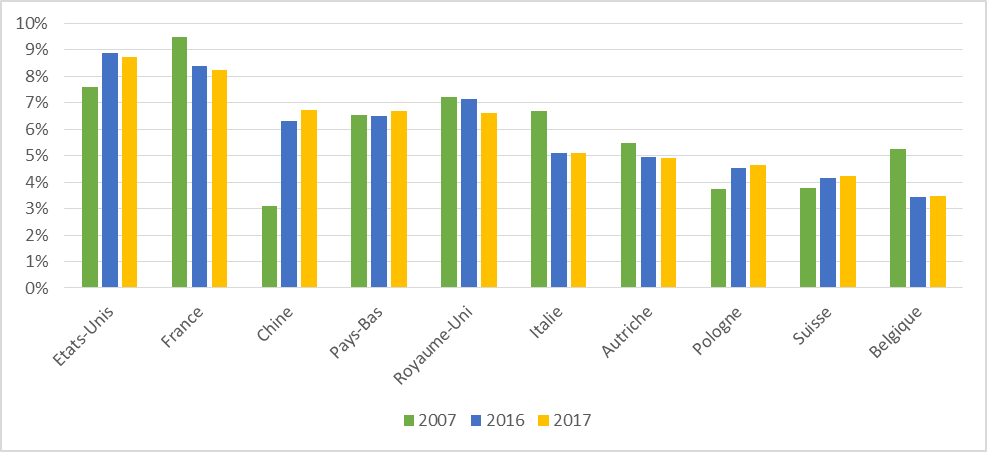 10%
9%
8%
7%
6%
5%
4%
3%
2%
1%
0%
Etats-Unis
France
Chine
Pays-Bas
Royaume-Uni
Italie
Autriche
Pologne
Suisse
Belgique
2007 2016 2017